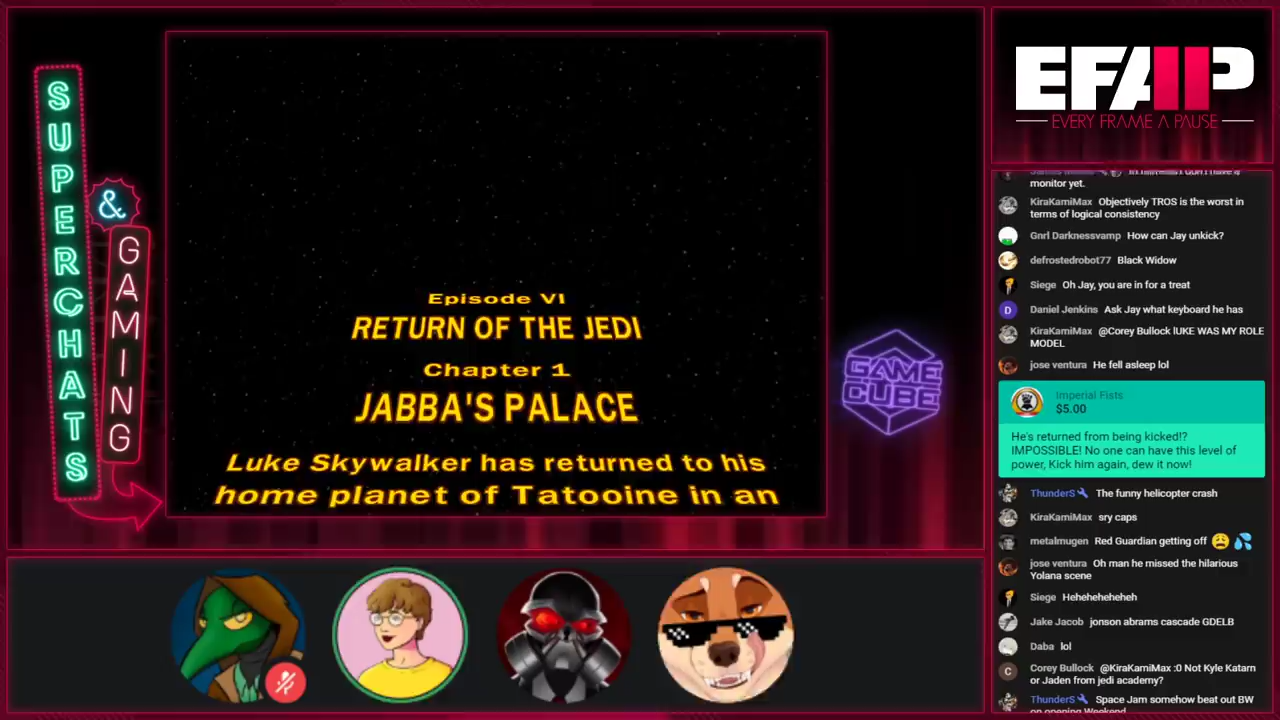 SUPERCHATS
&
GAMING
Episode VI
RETURN OF THE JEDI
Chapter 1
JABBA'S PALACE
Luke Skywalker has returned to his
home planet of Tatooine in an
GAME
CUBE
EFAP
EVERY FRAME A PAUSE
monitor yet.
KiraKamiMax Objectively TROS is the worst in
terms of logical consistency
Gnrl Darknessvamp How can Jay unkick?
defrostedrobot77 Black Widow
Siege Oh Jay, you are in for a treat
D Daniel Jenkins Ask Jay what keyboard he has
KiraKamiMax @Corey Bullock lUKE WAS MY ROLE
MODEL
jose ventura He fell asleep lol
Imperial Fists
$5.00
He's returned from being kicked!?
IMPOSSIBLE! No one can have this level of
power, Kick him again, dew it now!
ThunderS The funny helicopter crash
KiraKamiMax sry caps
metalmugen Red Guardian getting off 😩 💦
jose ventura Oh man he missed the hilarious
Yolana scene
Siege Heheheheheheh
Jake Jacob jonson abrams cascade GDELB
Daba lol
C Corey Bullock @KiraKamiMax :0 Not Kyle Katarn
or Jaden from jedi academy?
ThunderS Space Jam somehow beat out BW
on opening Weekend